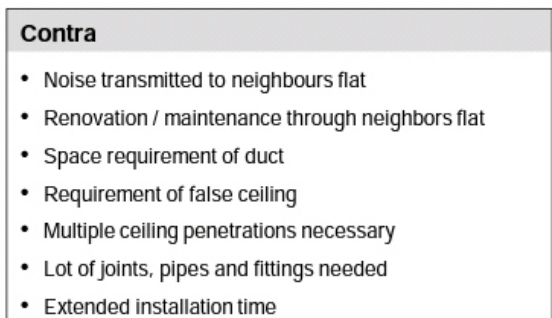 Contra
• Noise transmitted to neighbours flat
• Renovation / maintenance through neighbors flat
• Space requirement of duct
• Requirement of false ceiling
• Multiple ceiling penetrations necessary
• Lot of joints, pipes and fittings needed
• Extended installation time